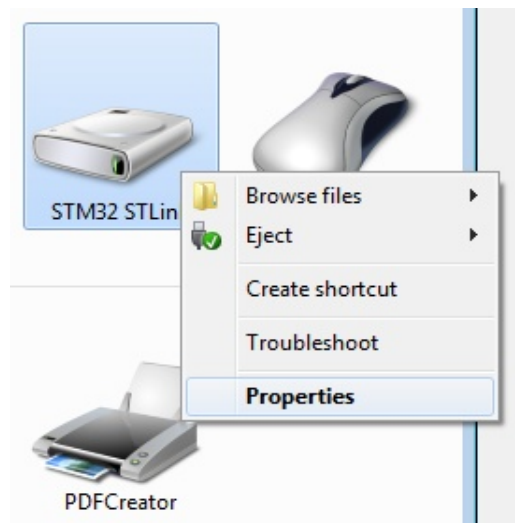 STM32 STLin
Browse files
Eject
Create shortcut
Troubleshoot
Properties
PDFCreator